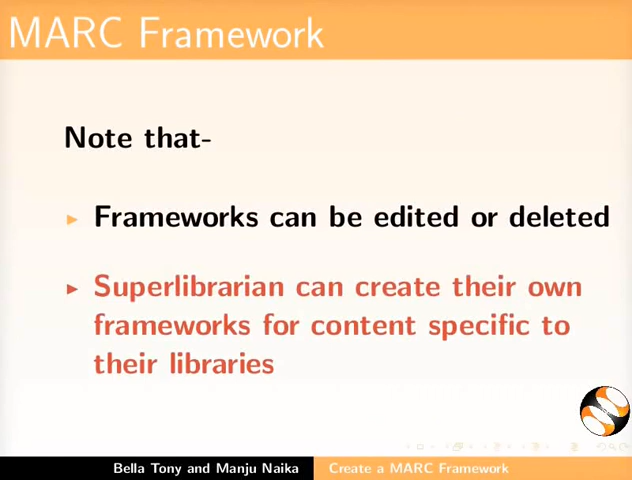 MARC Framework
Note that-
Frameworks can be edited or deleted
Superlibrarian can create their own
frameworks for content specific to
their libraries
Bella Tony and Manju Naika
Create a MARC Framework